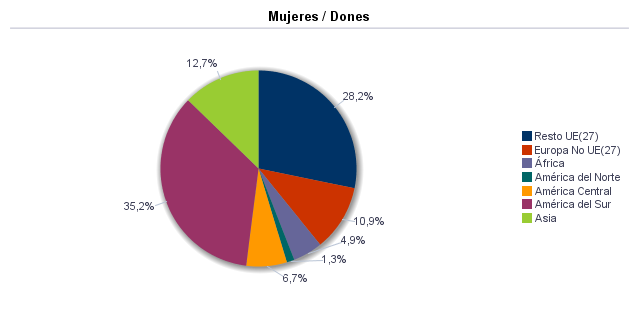 Mujeres / Dones
12,7%
28,2%
35,2%
10,9%
4,9%
1,3%
6,7%
Resto UE(27)
Europa No UE(27)
África
América del Norte
América Central
América del Sur
Asia